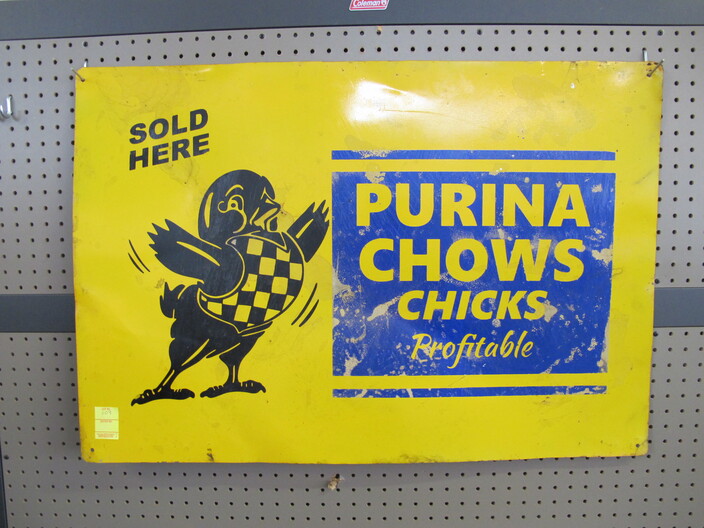 Coleman
SOLD
HERE
PURINA
CHOWS
CHICKS
Profitable